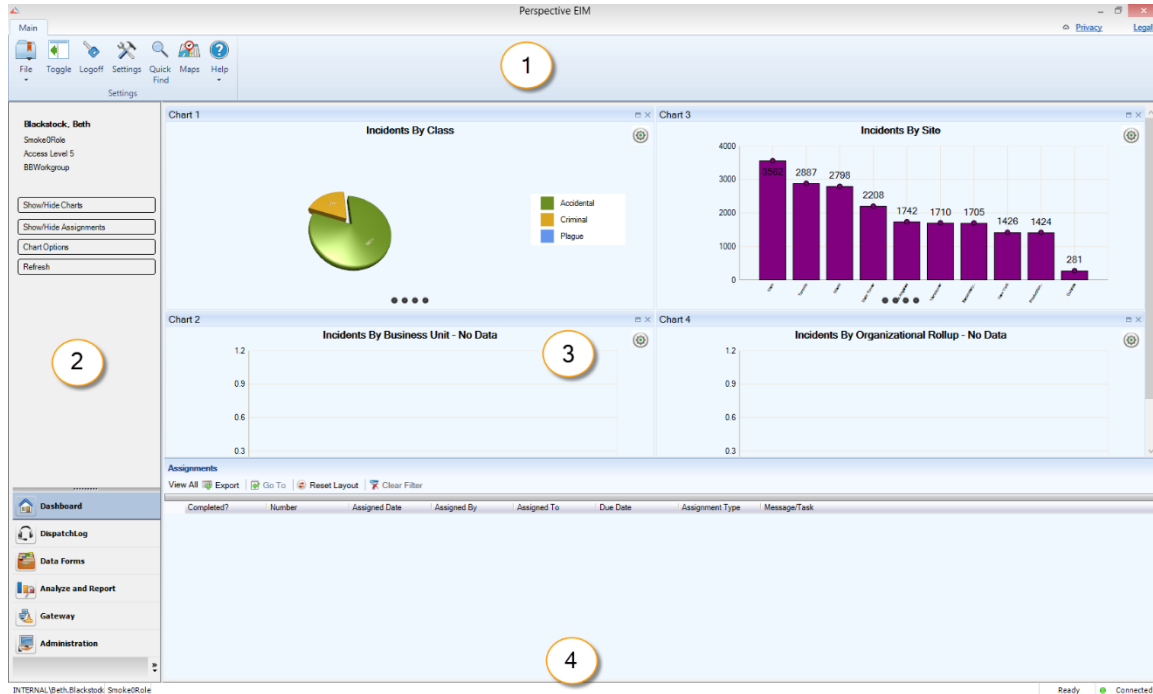 Perspective EIM
Main
Privacy
Legal
File
Toggle
Logoff
Settings
Quick Find
Maps
Help
Settings
1
Blackstock, Beth
Smoke0Role
Access Level 5
BBWorkgroup
Show/Hide Charts
Show/Hide Assignments
Chart Options
Refresh
2
Dashboard
DispatchLog
Data Forms
Analyze and Report
Gateway
Administration
Chart 1
Incidents By Class
Accidental
Criminal
Plague
Chart 3
Incidents By Site
4000
3000
2000
1000
0
3562
2887
2798
2208
1742
1710
1705
1426
1424
281
Chart 2
Incidents By Business Unit - No Data
1.2
0.9
0.6
0.3
3
Chart 4
Incidents By Organizational Rollup - No Data
1.2
0.9
0.6
0.3
Assignments
View All Export Go To Reset Layout Clear Filter
Completed? Number Assigned Date Assigned By Assigned To Due Date Assignment Type Message/Task
4
INTERNAL\Beth.Blackstock Smoke0Role
Ready Connected